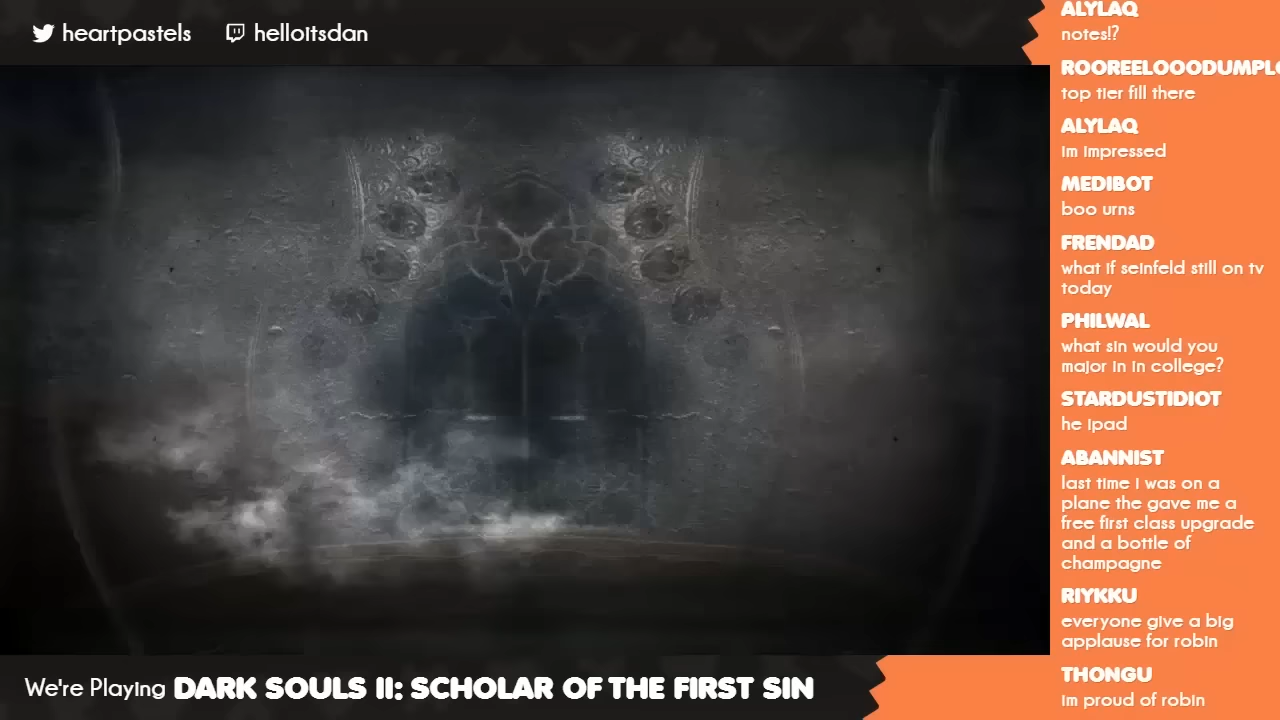 heartpastels
helloitsdan
ALYLAQ
notes!?
top tier fill there
ALYLAQ
im impressed
MEDIBOT
boo urns
FRENDAD
what if seinfeld still on tv
today
PHILWAL
what sin would you
major in in college?
STARDUSTIDIOT
he ipad
ABANNIST
last time i was on a
plane the gave me a
free first class upgrade
and a bottle of
champagne
RIYKKU
everyone give a big
applause for robin
THONGU
im proud of robin
We're Playing DARK SOULS II: SCHOLAR OF THE FIRST SIN